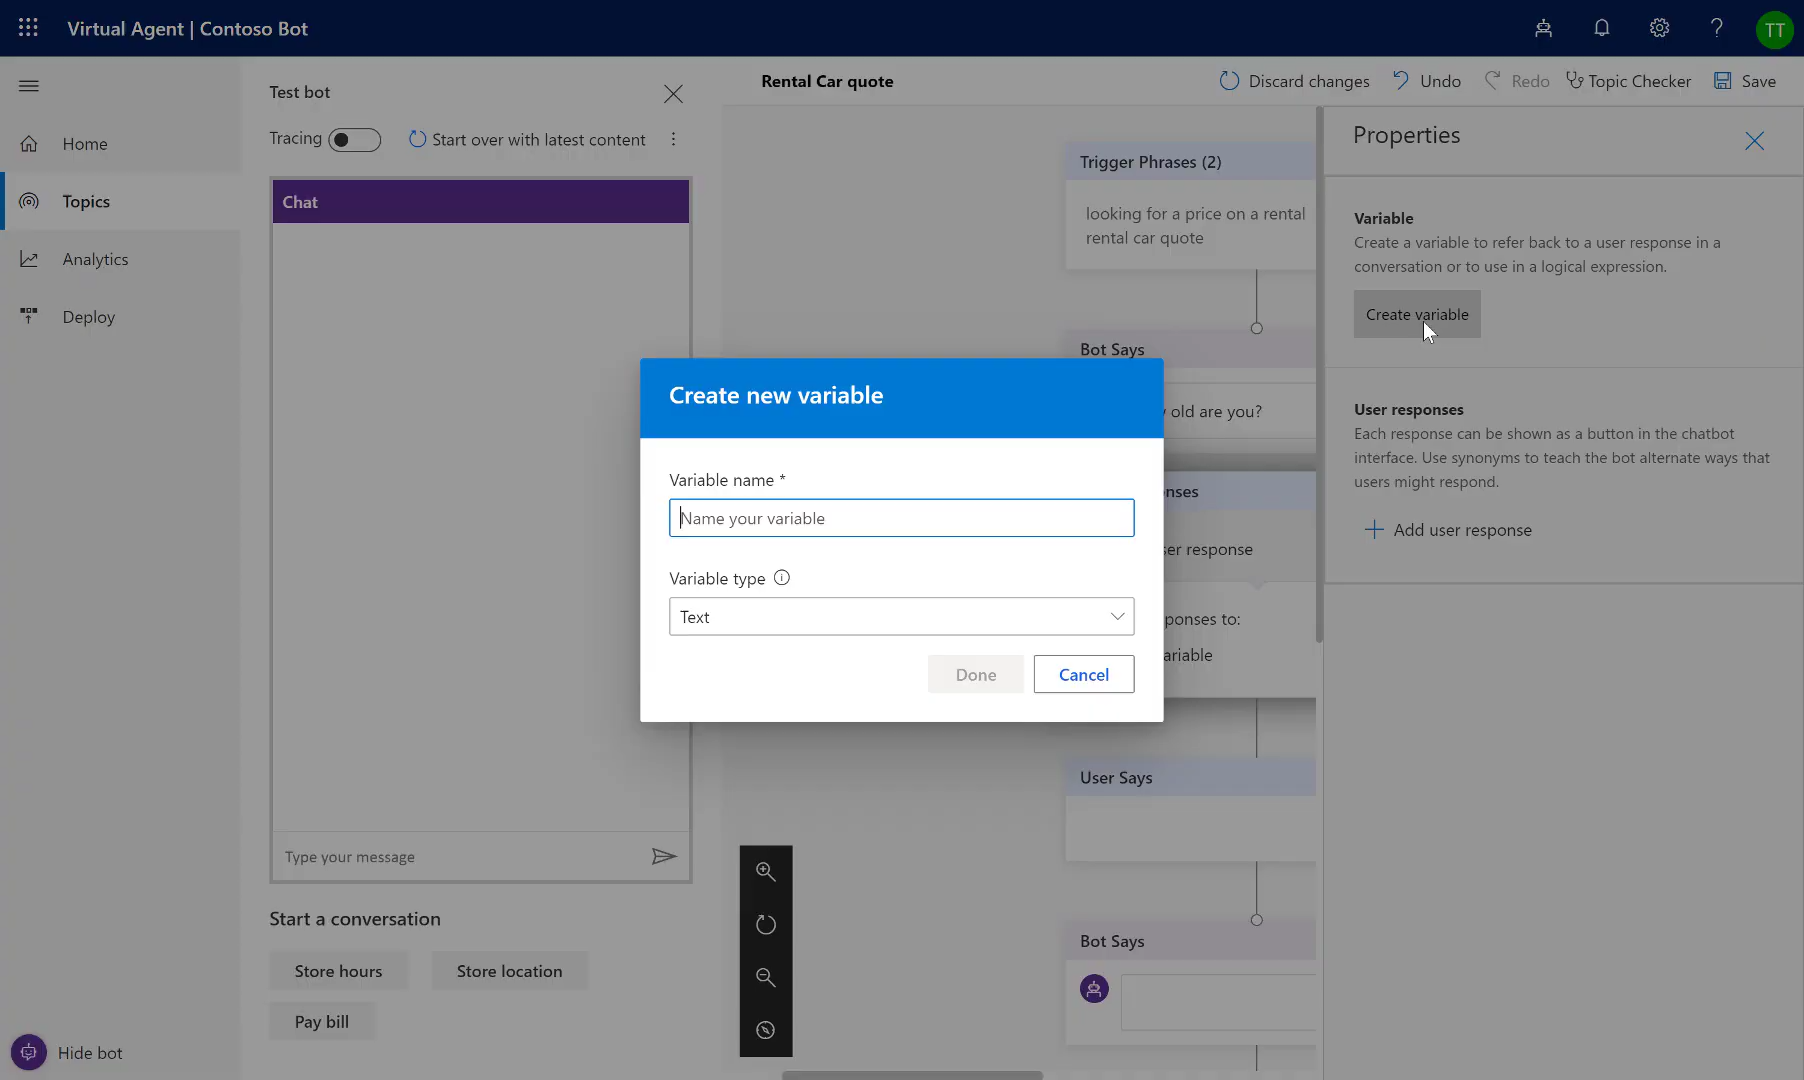 Virtual Agent | Contoso Bot
?
TT
Home
Topics
Analytics
Deploy
Hide bot
Test bot
Tracing
Start over with latest content
Chat
Type your message
Start a conversation
Store hours
Store location
Pay bill
Rental Car quote
Discard changes
Undo
Redo
Topic Checker
Save
Trigger Phrases (2)
looking for a price on a rental
rental car quote
Bot Says
old are you?
response
to:
User Says
Bot Says
Create new variable
Variable name *
Name your variable
Variable type
Text
Done
Cancel
Properties
Variable
Create a variable to refer back to a user response in a
conversation or to use in a logical expression.
Create variable
User responses
Each response can be shown as a button in the chatbot
interface. Use synonyms to teach the bot alternate ways that
users might respond.
Add user response